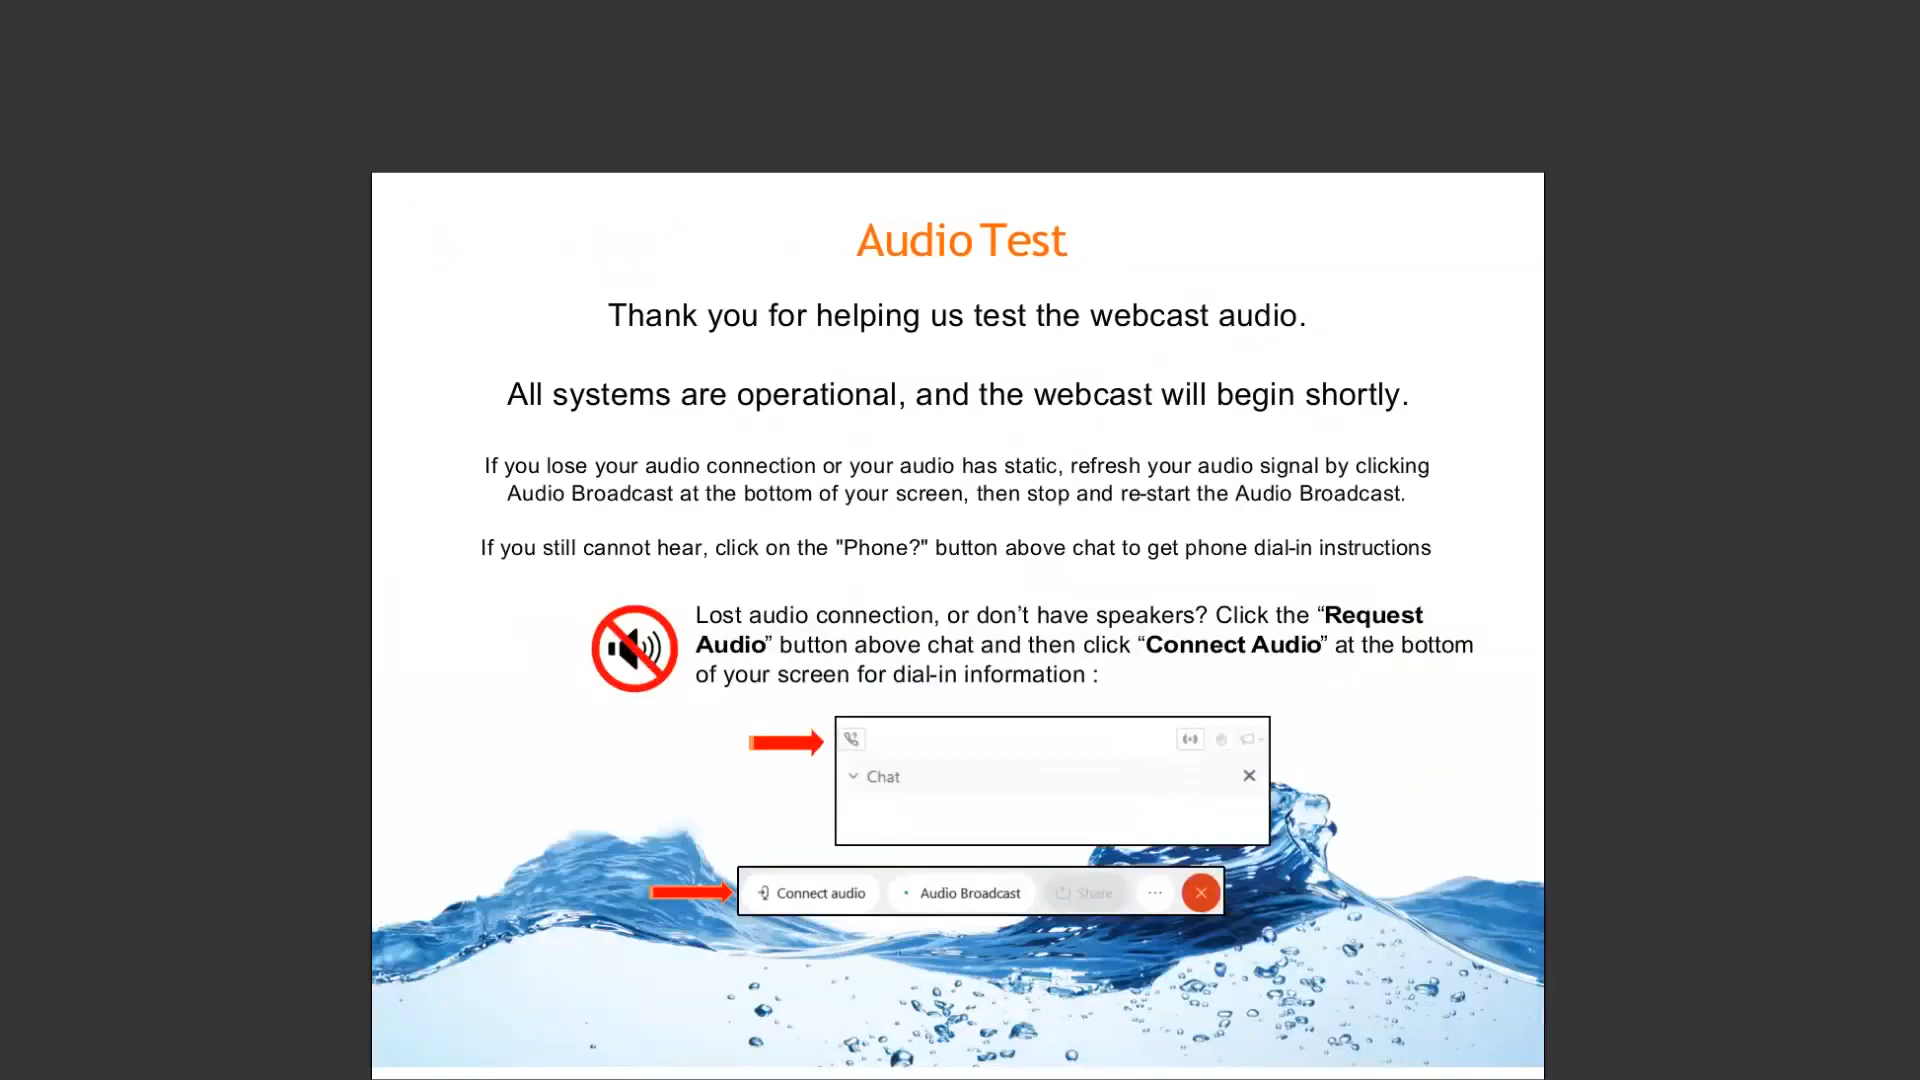 Audio Test
Thank you for helping us test the webcast audio.
All systems are operational, and the webcast will begin shortly.
If you lose your audio connection or your audio has static, refresh your audio signal by clicking
Audio Broadcast at the bottom of your screen, then stop and re-start the Audio Broadcast.
If you still cannot hear, click on the "Phone?" button above chat to get phone dial-in instructions
Lost audio connection, or don’t have speakers? Click the “Request
Audio” button above chat and then click “Connect Audio” at the bottom
of your screen for dial-in information :
Chat
Connect audio
Audio Broadcast
Share